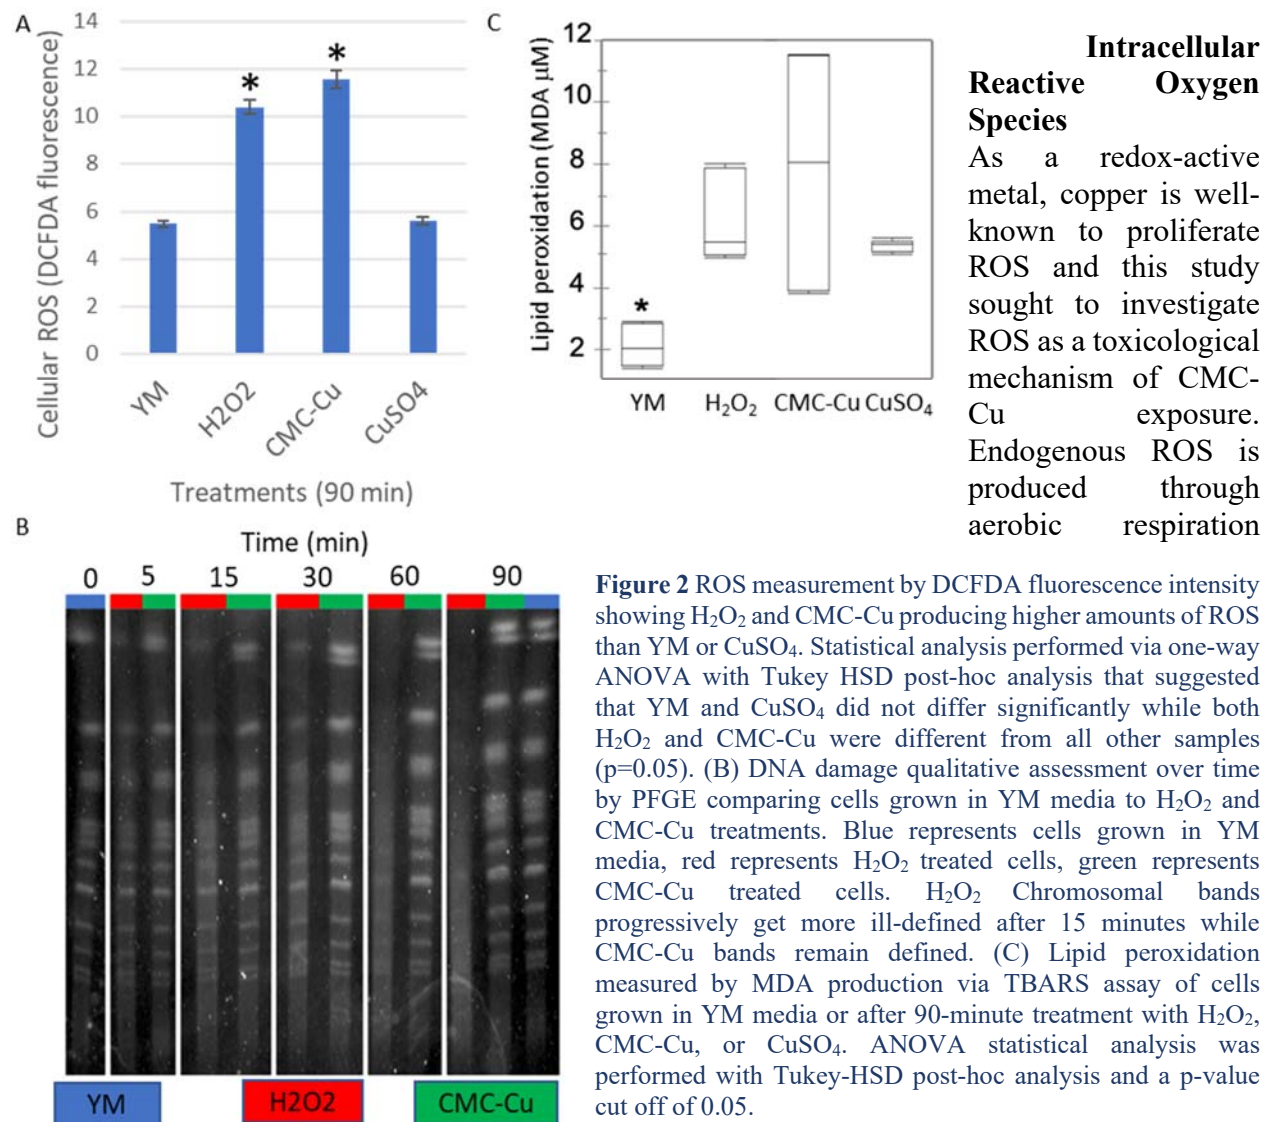 A
14
12
10
8
6
4
2
0
Cellular ROS (DCFDA fluorescence)
*
*
YM
H2O2
CMC-Cu
CuSO4
Treatments (90 min)
C
12
10
8
6
4
2
Lipid peroxidation (MDA μM)
*
YM H₂O₂ CMC-Cu CuSO₄
Intracellular
Reactive Oxygen
Species
As a redox-active
metal, copper is well-
known to proliferate
ROS and this study
sought to investigate
ROS as a toxicological
mechanism of CMC-
Cu exposure.
Endogenous ROS is
produced through
aerobic respiration
B
Time (min)
0 5 15 30 60 90
YM
H2O2
CMC-Cu
Figure 2 ROS measurement by DCFDA fluorescence intensity
showing H₂O₂ and CMC-Cu producing higher amounts of ROS
than YM or CuSO₄. Statistical analysis performed via one-way
ANOVA with Tukey HSD post-hoc analysis that suggested
that YM and CuSO₄ did not differ significantly while both
H₂O₂ and CMC-Cu were different from all other samples
(p=0.05). (B) DNA damage qualitative assessment over time
by PFGE comparing cells grown in YM media to H₂O₂ and
CMC-Cu treatments. Blue represents cells grown in YM
media, red represents H₂O₂ treated cells, green represents
CMC-Cu treated cells. H₂O₂ Chromosomal bands
progressively get more ill-defined after 15 minutes while
CMC-Cu bands remain defined. (C) Lipid peroxidation
measured by MDA production via TBARS assay of cells
grown in YM media or after 90-minute treatment with H₂O₂,
CMC-Cu, or CuSO₄. ANOVA statistical analysis was
performed with Tukey-HSD post-hoc analysis and a p-value
cut off of 0.05.